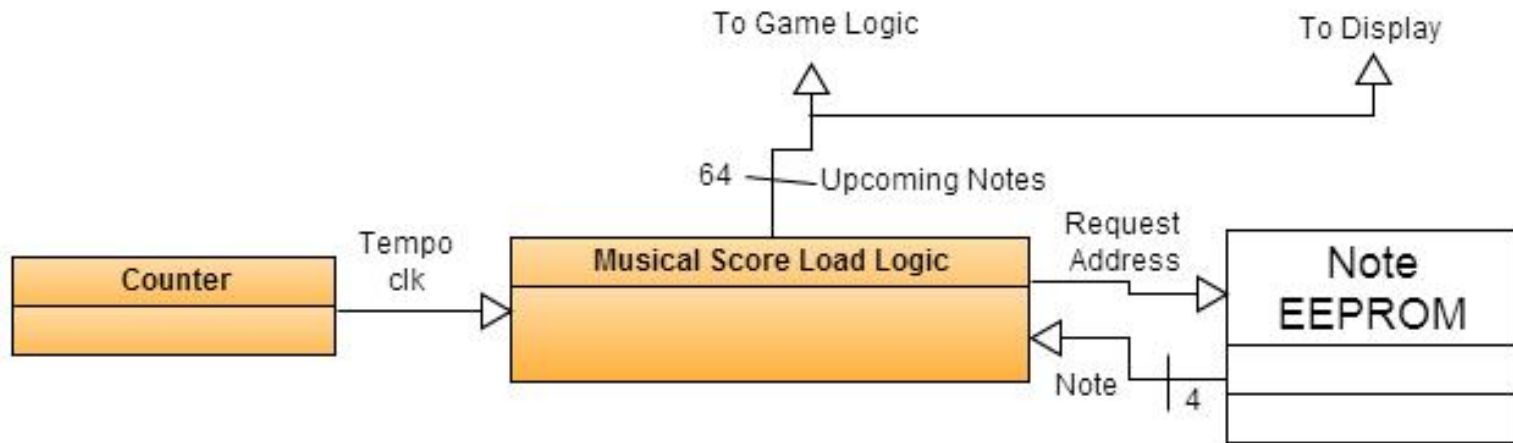 To Game Logic
To Display
64
Upcoming Notes
Tempo
clk
Counter
Musical Score Load Logic
Request
Address
Note
EEPROM
Note
4